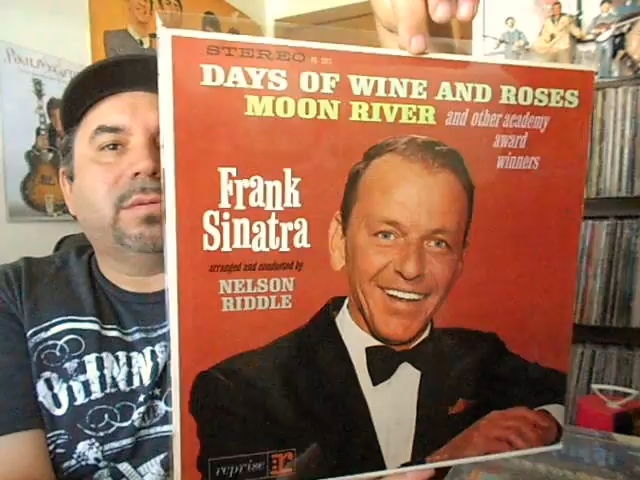 STEREO
DAYS OF WINE AND ROSES
MOON RIVER and other academy
award
winners
Frank
Sinatra
arranged and conducted by
NELSON
RIDDLE
reprise